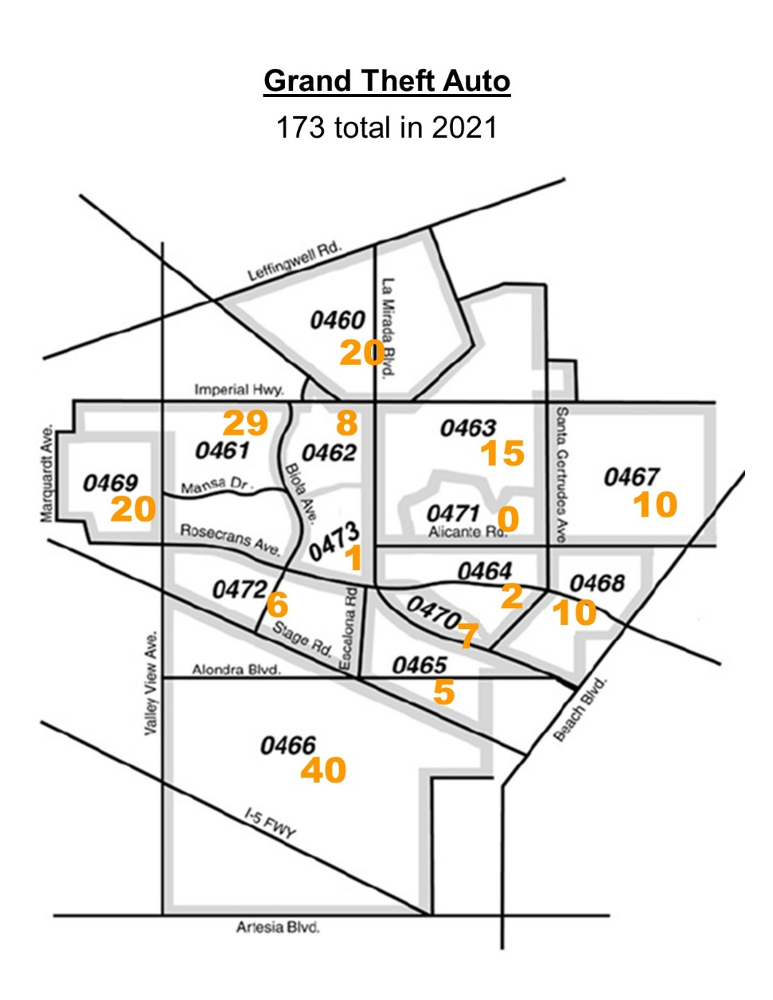 Grand Theft Auto
173 total in 2021
Leffingwell Rd.
La Mirada Blvd.
0460
20
Imperial Hwy.
29
0461
8
0462
0463
15
Santa Gertrudes Ave
0467
10
Marquardt Ave.
0469
20
Mansa Dr.
Biola Ave.
0471
0
Alicante Rd.
Rosecrans Ave.
0473
1
0472
6
0464
2
0468
10
0470
7
Stage Rd.
Escalona Rd
0465
5
Alondra Blvd.
Valley View Ave.
Beach Blvd.
0466
40
I-5 FWY
Artesia Blvd.